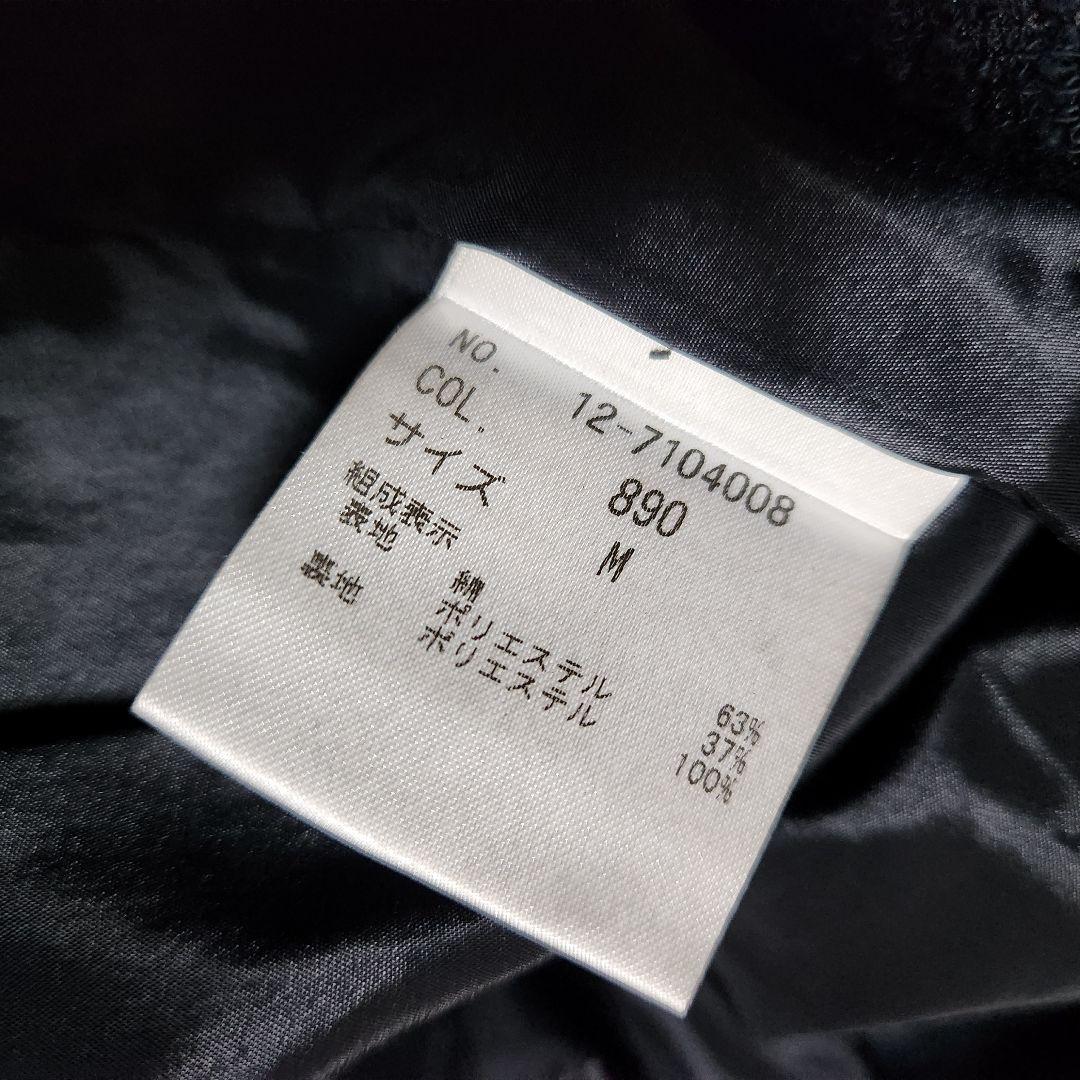 NO. 12-7104008
COL. 890
サイズ M
組成表示
表地 綿 63%
ポリエステル 37%
裏地 ポリエステル 100%